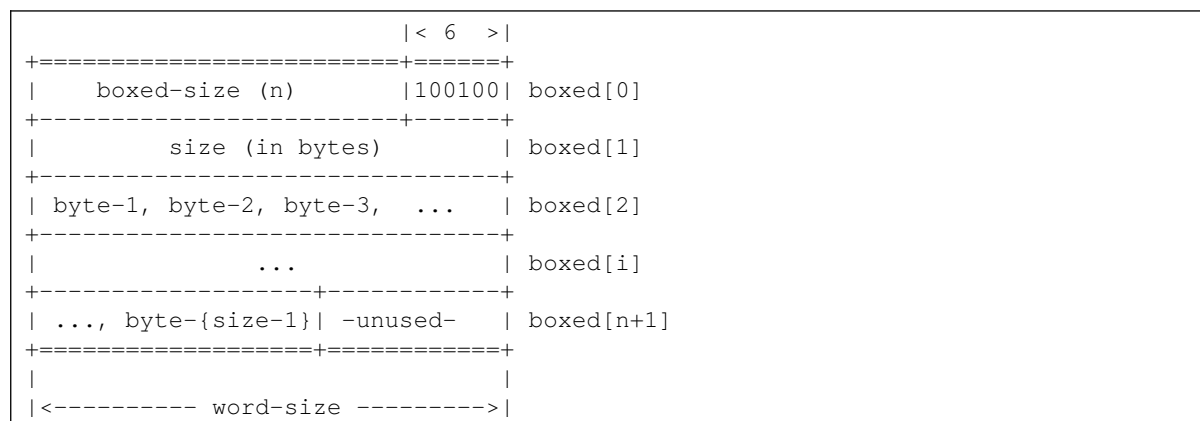 |< 6 >|
+=========================+======+
| boxed-size (n) |100100| boxed[0]
+-------------------------+------+
| size (in bytes) | boxed[1]
+--------------------------------+
| byte-1, byte-2, byte-3, ... | boxed[2]
+--------------------------------+
| ... | boxed[i]
+-------------------+------------+
| ..., byte-{size-1}| -unused- | boxed[n+1]
+===================+============+
| |
|<---------- word-size --------->|